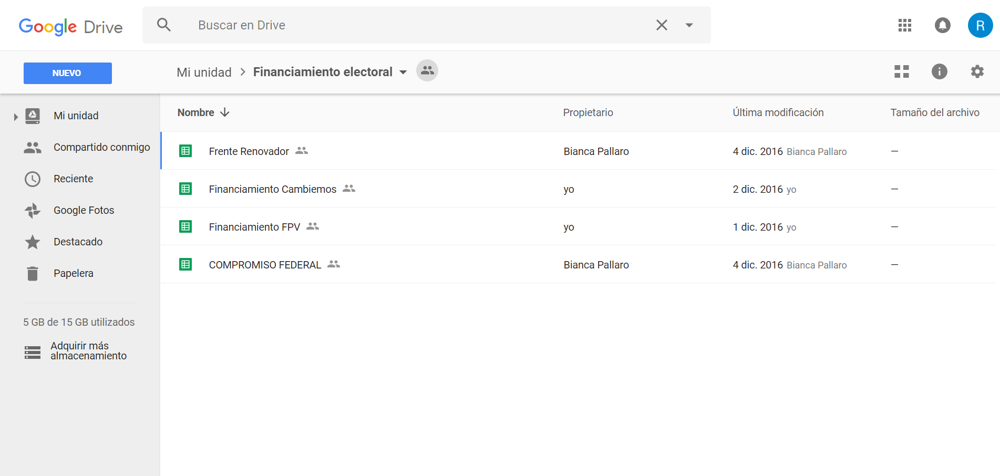 Google Drive
Buscar en Drive
R
NUEVO
Mi unidad > Financiamiento electoral
Mi unidad
Compartido conmigo
Reciente
Google Fotos
Destacado
Papelera
5 GB de 15 GB utilizados
Adquirir más
almacenamiento
Nombre Propietario Última modificación Tamaño del archivo
Frente Renovador Bianca Pallaro 4 dic. 2016 Bianca Pallaro —
Financiamiento Cambiemos yo 2 dic. 2016 yo —
Financiamiento FPV yo 1 dic. 2016 yo —
COMPROMISO FEDERAL Bianca Pallaro 4 dic. 2016 Bianca Pallaro —